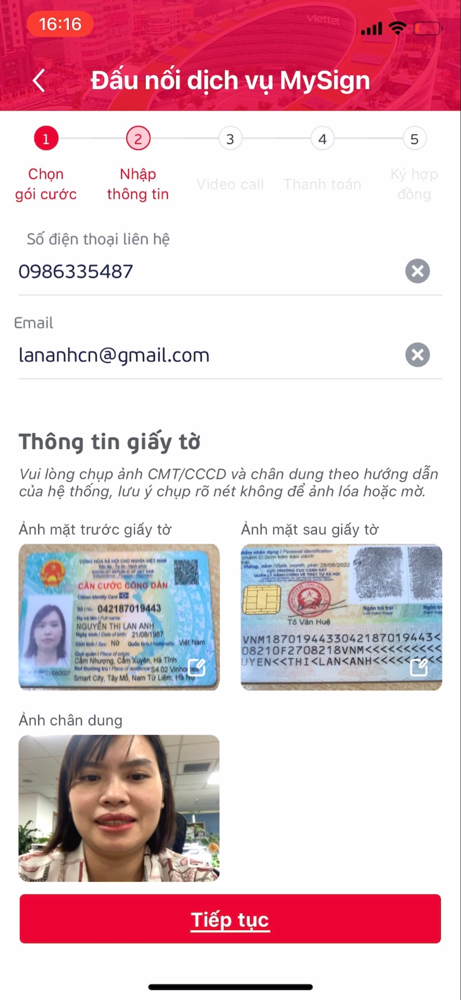 16:16
viettel
Đấu nối dịch vụ MySign
1
2
3
4
5
Chọn
gói cước
Nhập
thông tin
Video call
Thanh toán
Ký hợp
đồng
Số điện thoại liên hệ
0986335487
Email
lananhcn@gmail.com
Thông tin giấy tờ
Vui lòng chụp ảnh CMT/CCCD và chân dung theo hướng dẫn
của hệ thống, lưu ý chụp rõ nét không để ảnh lóa hoặc mờ.
Ảnh mặt trước giấy tờ
CỘNG HÒA XÃ HỘI CHỦ NGHĨA VIỆT NAM
Độc lập - Tự do - Hạnh phúc
SOCIALIST REPUBLIC OF VIET NAM
Independence - Freedom - Happiness
CĂN CƯỚC CÔNG DÂN
Citizen Identity Card
Số / No.: 042187019443
Họ và tên / Full name:
NGUYỄN THỊ LAN ANH
Ngày sinh / Date of birth: 21/08/1987
Giới tính / Sex: Nữ Quốc tịch / Nationality: Việt Nam
Quê quán / Place of origin:
Cẩm Nhượng, Cẩm Xuyên, Hà Tĩnh
Nơi thường trú / Place of residence: S4.02 Vinhomes
21/08/2027
Smart City, Tây Mỗ, Nam Từ Liêm, Hà Nội
Ảnh mặt sau giấy tờ
điểm nhân dạng / Personal identification:
chấm C:2cm trên sau cánh
trái
, tháng, năm / Date, month, year: 28/06/2022
CỤC TRƯỞNG CỤC CẢNH SÁT
QUẢN LÝ HÀNH CHÍNH VỀ TRẬT TỰ XÃ HỘI
Ngón trỏ trái
Left index finger
Ngón tr
Right inde
Tô Văn Huệ
VNM1870194433042187019443<
08210F2708218VNM<<<<<<<<<<
UYEN<<THI<LAN<ANH<<<<<<<<
Ảnh chân dung
Tiếp tục